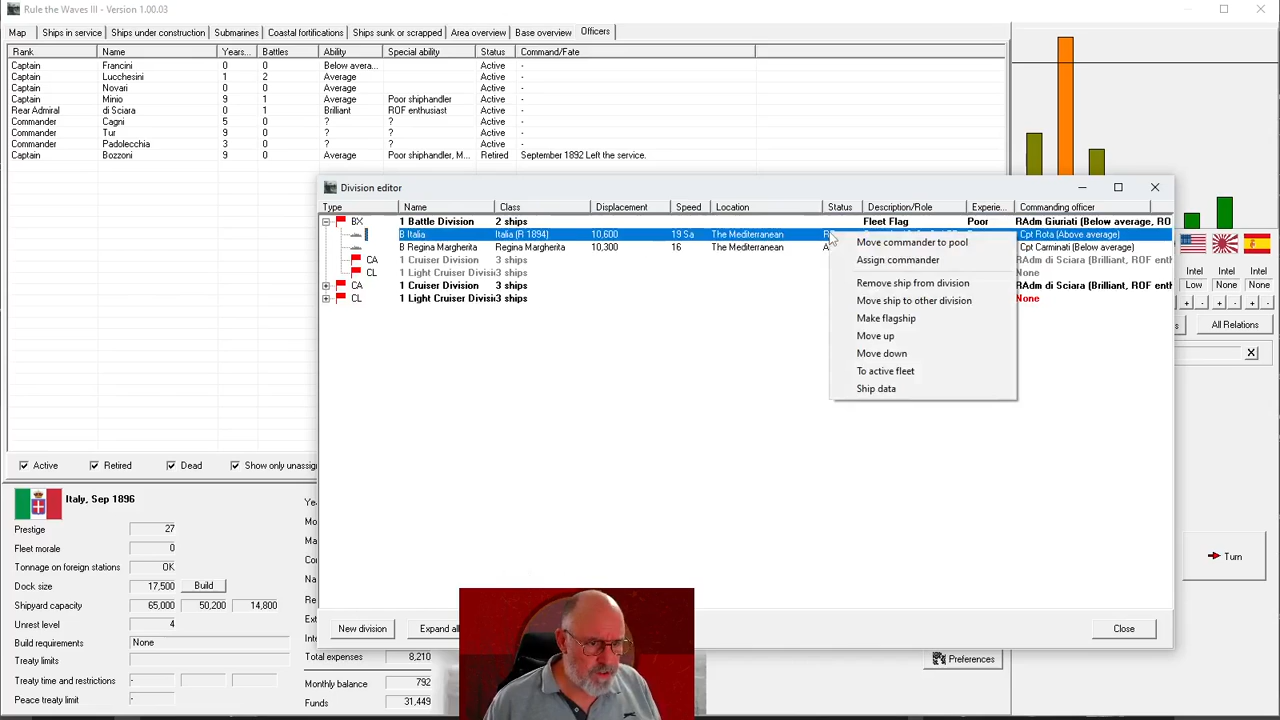 Rule the Waves III - Version 1.00.03
Map Ships in service Ships under construction Submarines Coastal fortifications Ships sunk or scrapped Area overview Base overview Officers
Rank Name Years... Battles Ability Special ability Status Command/Fate
Captain Francini 0 0 Below avera... Active -
Captain Lucchesini 1 2 Average Active -
Captain Novari 0 0 Average Active -
Captain Minio 9 1 Average Poor shiphandler Active -
Rear Admiral di Sciara 0 1 Brilliant ROF enthusiast Active -
Commander Cagni 5 0 ? ? Active -
Commander Tur 9 0 ? ? Active -
Commander Padolecchia 3 0 ? ? Active -
Captain Bozzoni 9 0 Average Poor shiphandler, M... Retired September 1892 Left the service.
Division editor
Type Name Class Displacement Speed Location Status Description/Role Experie... Commanding officer
BX 1 Battle Division 2 ships Fleet Flag Poor RAdm Giuriati (Below average, RO
B Italia Italia (R 1894) 10,600 19 Sa The Mediterranean Cpt Rota (Above average)
B Regina Margherita Regina Margherita 10,300 16 The Mediterranean Cpt Carminati (Below average)
CA 1 Cruiser Division 3 ships RAdm di Sciara (Brilliant, ROF enth
CL 1 Light Cruiser Division 3 ships None
CA 1 Cruiser Division 3 ships RAdm di Sciara (Brilliant, ROF enth
CL 1 Light Cruiser Divisi 3 ships None
Move commander to pool
Assign commander
Remove ship from division
Move ship to other division
Make flagship
Move up
Move down
To active fleet
Ship data
Intel Intel Intel
Low None None
+ - + - + -
All Relations
X
Active Retired Dead Show only unassig
Italy, Sep 1896
Prestige 27
Fleet morale 0
Tonnage on foreign stations OK
Dock size 17,500 Build
Shipyard capacity 65,000 50,200 14,800
Unrest level 4
Build requirements None
Treaty limits
Treaty time and restrictions - -
Peace treaty limit -
Total expenses 8,210
Monthly balance 792
Funds 31,449
New division Expand all Close
Turn
Preferences